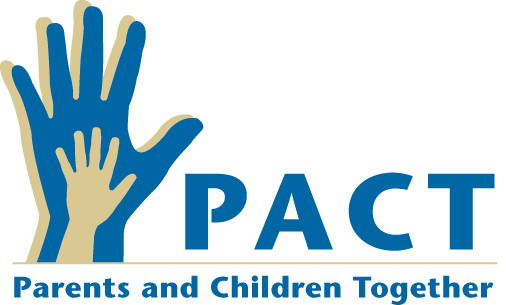 PACT
Parents and Children Together